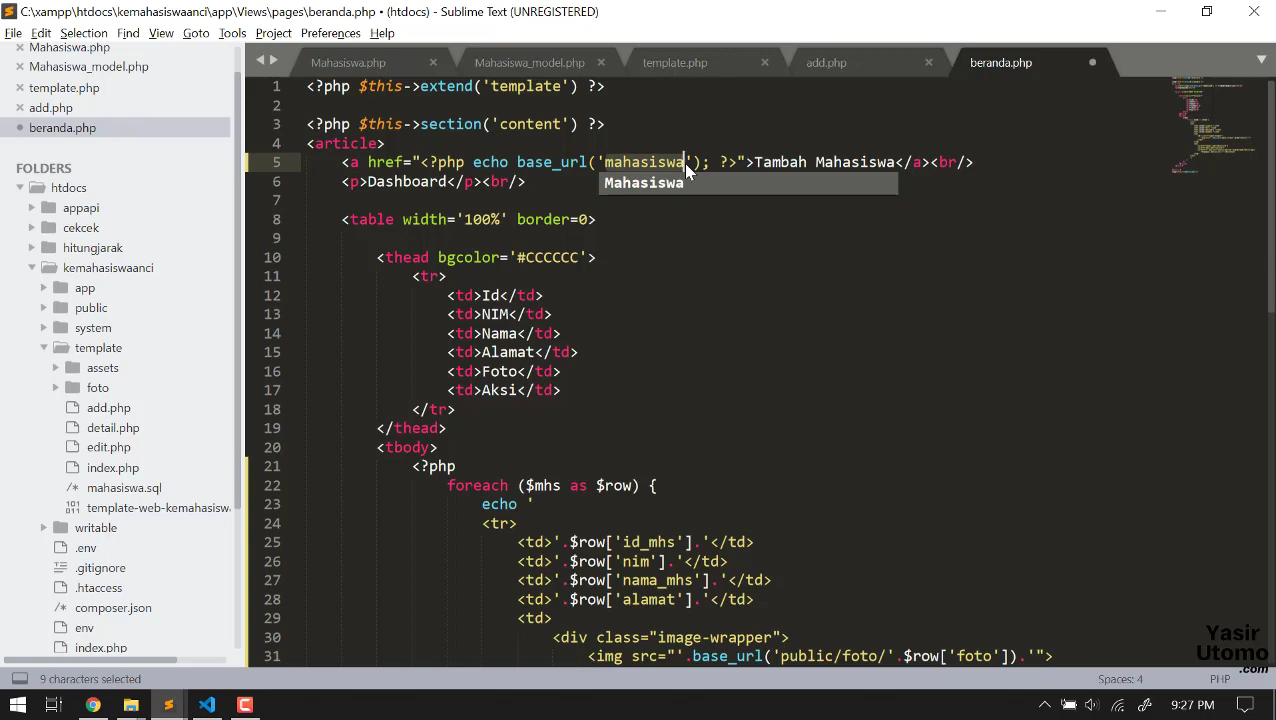 C:\xampp\htdocs\kemahasiswaanci\app\Views\pages\beranda.php • (htdocs) - Sublime Text (UNREGISTERED)
File Edit Selection Find View Goto Tools Project Preferences Help
Mahasiswa.php
Mahasiswa_model.php
template.php
add.php
beranda.php
FOLDERS
htdocs
appapi
cekcek
hitungjarak
kemahasiswaanci
app
public
system
template
assets
foto
add.php
detail.php
edit.php
index.php
mahasiswa.sql
template-web-kemahasisw
writable
.env
.gitignore
.htaccess
composer.json
env
index.php
Mahasiswa.php Mahasiswa_model.php template.php add.php beranda.php
1 <?php $this->extend('template') ?>
2
3 <?php $this->section('content') ?>
4 <article>
5 <a href="<?php echo base_url('mahasiswa'); ?>">Tambah Mahasiswa</a><br/>
Mahasiswa
6 <p>Dashboard</p><br/>
7
8 <table width='100%' border=0>
9
10 <thead bgcolor='#CCCCCC'>
11 <tr>
12 <td>Id</td>
13 <td>NIM</td>
14 <td>Nama</td>
15 <td>Alamat</td>
16 <td>Foto</td>
17 <td>Aksi</td>
18 </tr>
19 </thead>
20 <tbody>
21 <?php
22 foreach ($mhs as $row) {
23 echo '
24 <tr>
25 <td>'.$row['id_mhs'].'</td>
26 <td>'.$row['nim'].'</td>
27 <td>'.$row['nama_mhs'].'</td>
28 <td>'.$row['alamat'].'</td>
29 <td>
30 <div class="image-wrapper">
31 <img src="'.base_url('public/foto/'.$row['foto']).'">
Yasir
Utomo
.com
9 characters selected Spaces: 4 PHP
9:27 PM